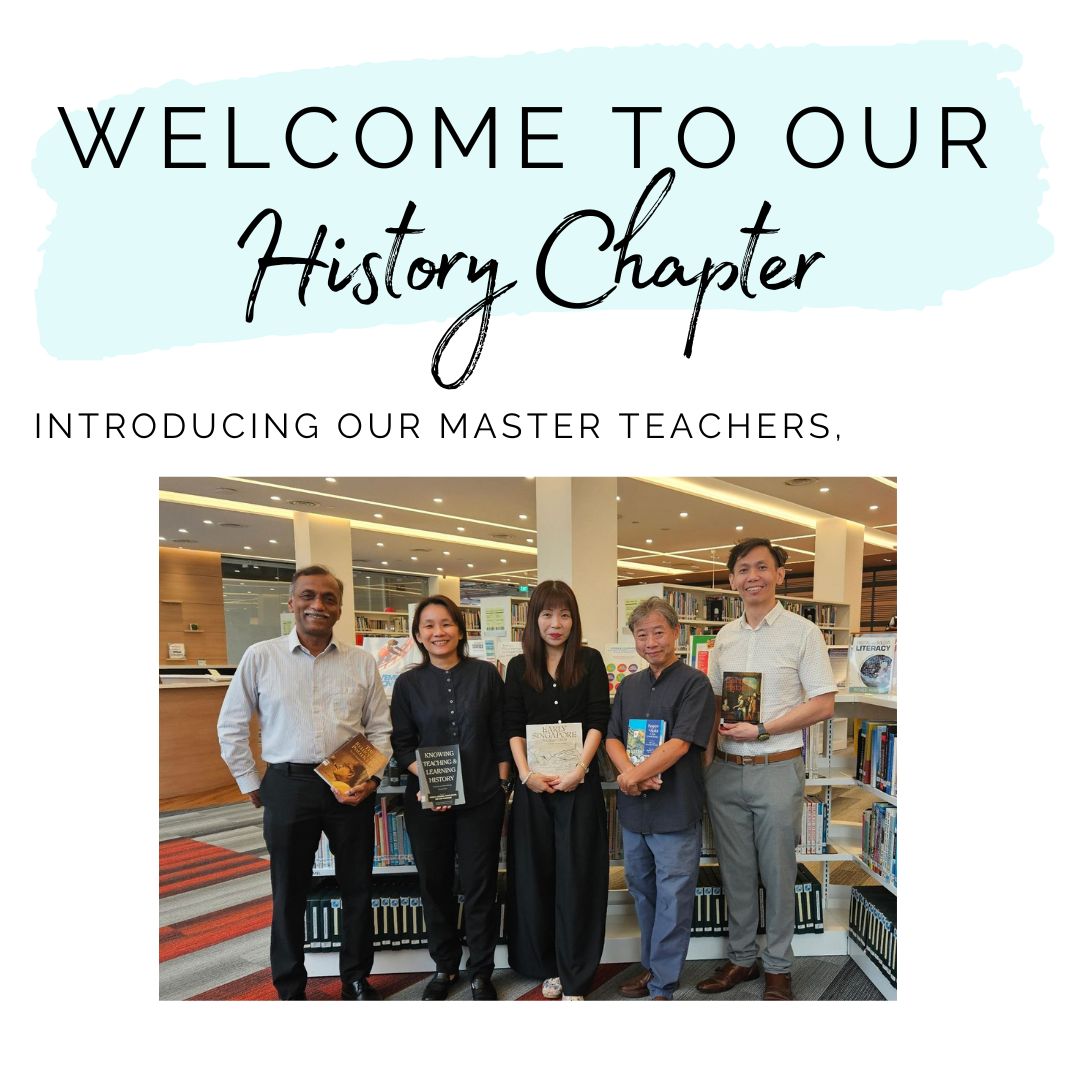 WELCOME TO OUR
History Chapter
INTRODUCING OUR MASTER TEACHERS,
KNOWING
TEACHING &
LEARNING
HISTORY
EARLY
SINGAPORE
LITERACY